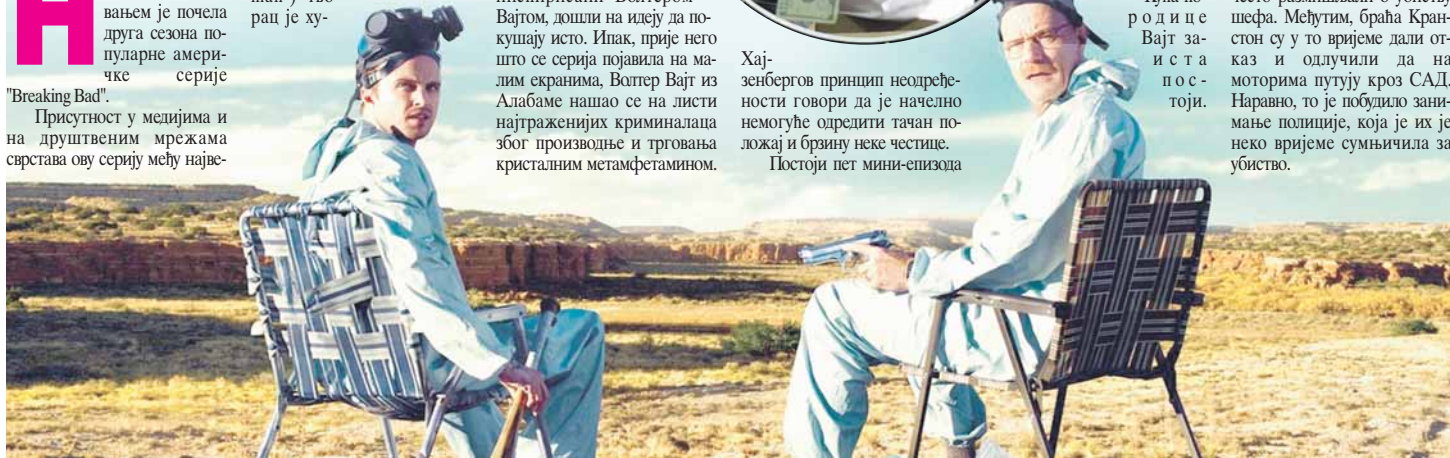 Н
вањем је почела
друга сезона по-
пуларне амери-
чке серије
"Breaking Bad".
Присутност у медијима и
на друштвеним мрежама
сврстава ову серију међу најве-
рац је ху-
Вајтом, дошли на идеју да по-
кушају исто. Ипак, прије него
што се серија појавила на ма-
лим екранима, Волтер Вајт из
Алабаме нашао се на листи
најтраженијих криминалаца
због производње и трговања
кристалним метамфетамином.
Хај-
зенбергов принцип неодређе-
ности говори да је начелно
немогуће одредити тачан по-
ложај и брзину неке честице.
Постоји пет мини-епизода
родице
Вајт за-
иста
пос-
тоји.
често размишљали о убиству
шефа. Међутим, браћа Кран-
стон су у то вријеме дали от-
каз и одлучили да на
моторима путују кроз САД.
Наравно, то је побудило зани-
мање полиције, која је их је
неко вријеме сумњичила за
убиство.